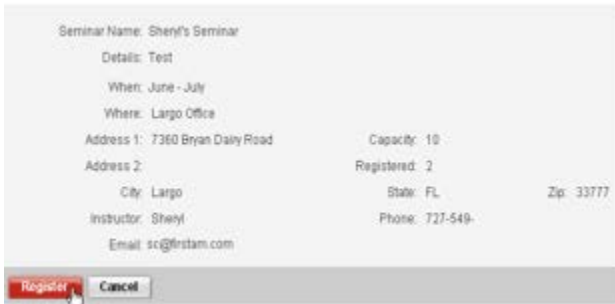 Seminar Name: Sheryl's Seminar
Details: Test
When: June - July
Where: Largo Office
Address 1: 7360 Bryan Dairy Road Capacity: 10
Address 2: Registered: 2
City: Largo State: FL Zip: 33777
Instructor: Sheryl Phone: 727-549-
Email: sc@firstam.com
Register Cancel